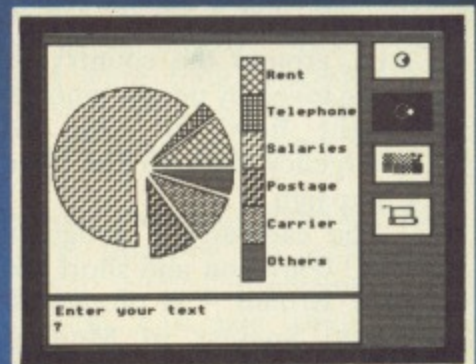 Rent
Telephone
Salaries
Postage
Carrier
Others
Enter your text
?